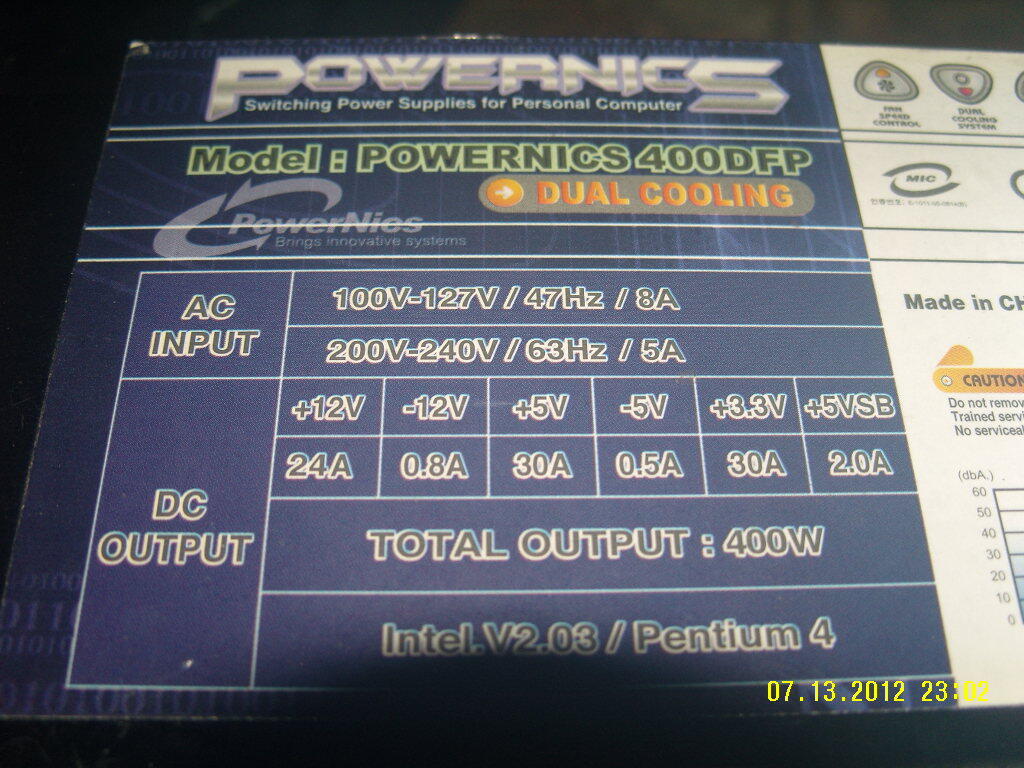 POWERNICS
Switching Power Supplies for Personal Computer
Model : POWERNICS 400DFP
DUAL COOLING
PowerNics
Brings innovative systems
AC INPUT
100V-127V / 47Hz / 8A
200V-240V / 63Hz / 5A
DC OUTPUT
+12V -12V +5V -5V +3.3V +5VSB
24A 0.8A 30A 0.5A 30A 2.0A
TOTAL OUTPUT : 400W
Intel.V2.03 / Pentium 4
FAN SPEED CONTROL
DUAL COOLING SYSTEM
MIC
Made in CH
CAUTION
Do not remov
Trained servi
No serviceal
(dbA.)
60
50
40
30
20
10
0
07.13.2012 23:02